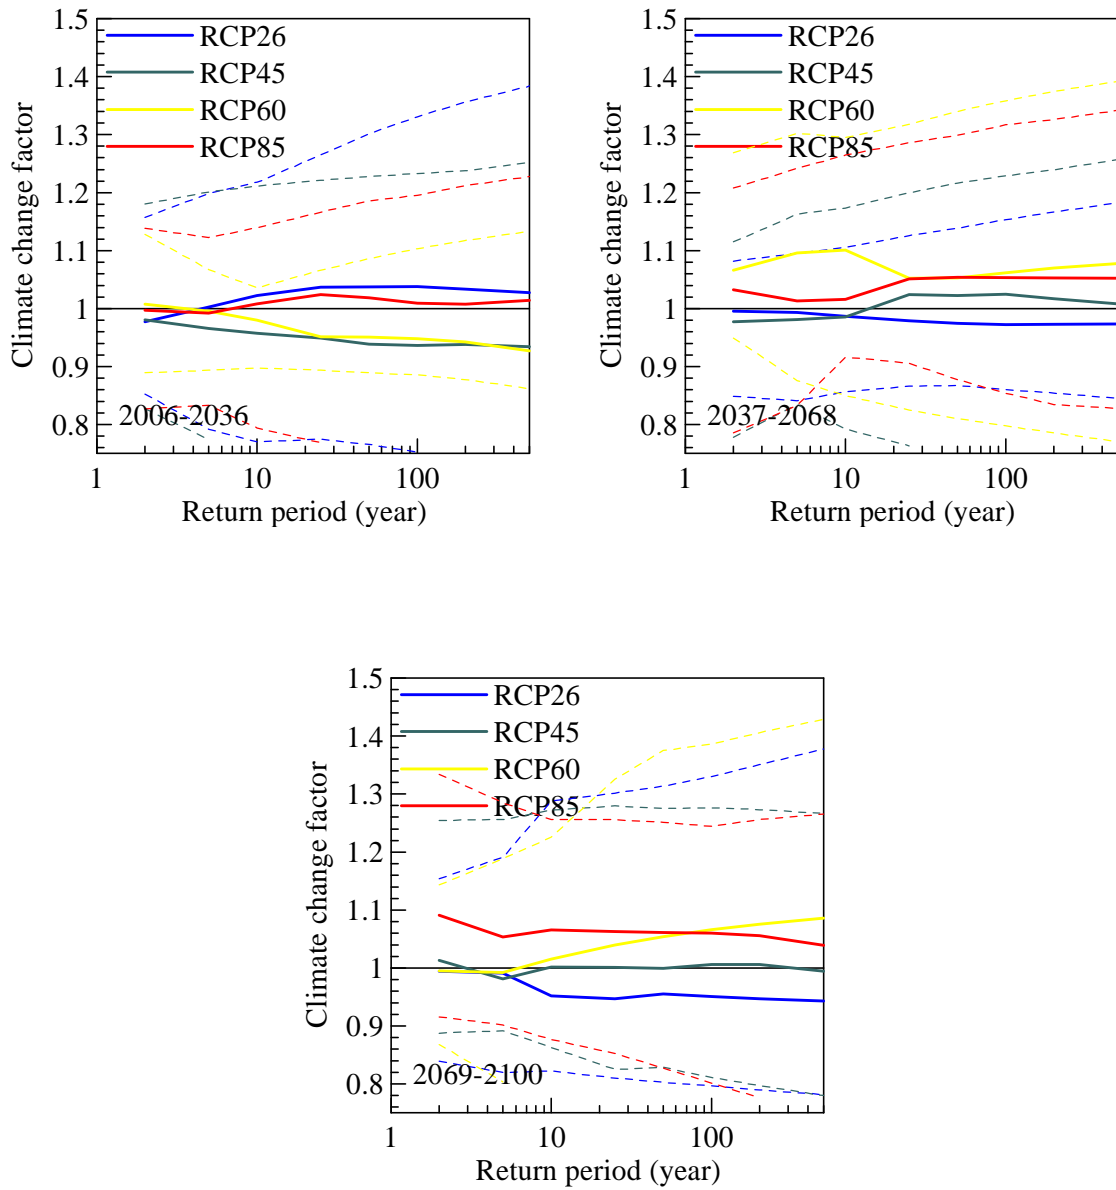 1.5
1.4
1.3
1.2
1.1
1
0.9
0.8
Climate change factor
RCP26
RCP45
RCP60
RCP85
2006-2036
1 10 100
Return period (year)
1.5
1.4
1.3
1.2
1.1
1
0.9
0.8
Climate change factor
RCP26
RCP45
RCP60
RCP85
2037-2068
1 10 100
Return period (year)
1.5
1.4
1.3
1.2
1.1
1
0.9
0.8
Climate change factor
RCP26
RCP45
RCP60
RCP85
2069-2100
1 10 100
Return period (year)